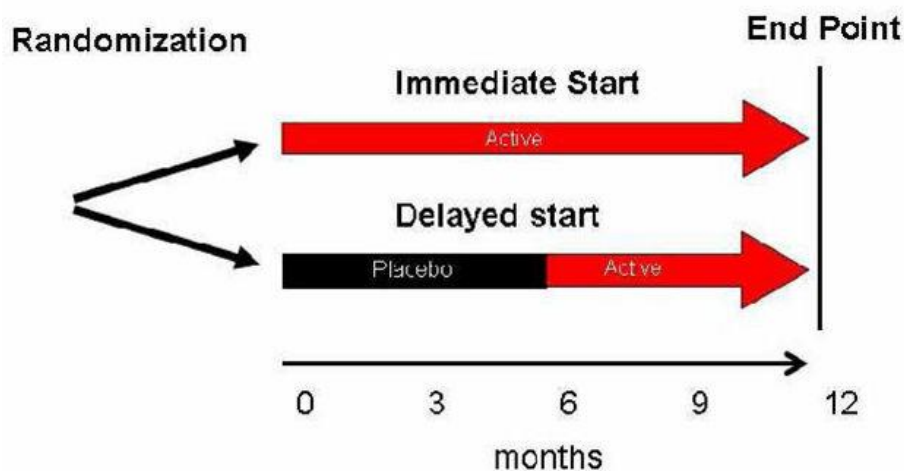 Randomization
End Point
Immediate Start
Active
Delayed start
Placebo
Active
0 3 6 9 12
months